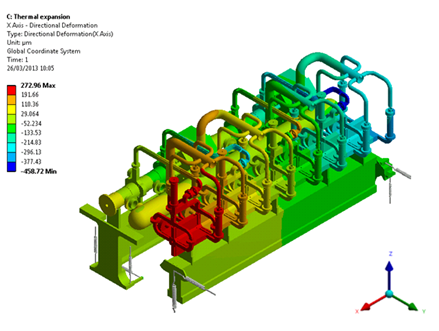 C: Thermal expansion
X Axis - Directional Deformation
Type: Directional Deformation(X Axis)
Unit: µm
Global Coordinate System
Time: 1
26/03/2013 10:05
272.96 Max
191.66
110.36
29.064
-52.234
-133.53
-214.83
-296.13
-377.43
-458.72 Min
Z
X
Y